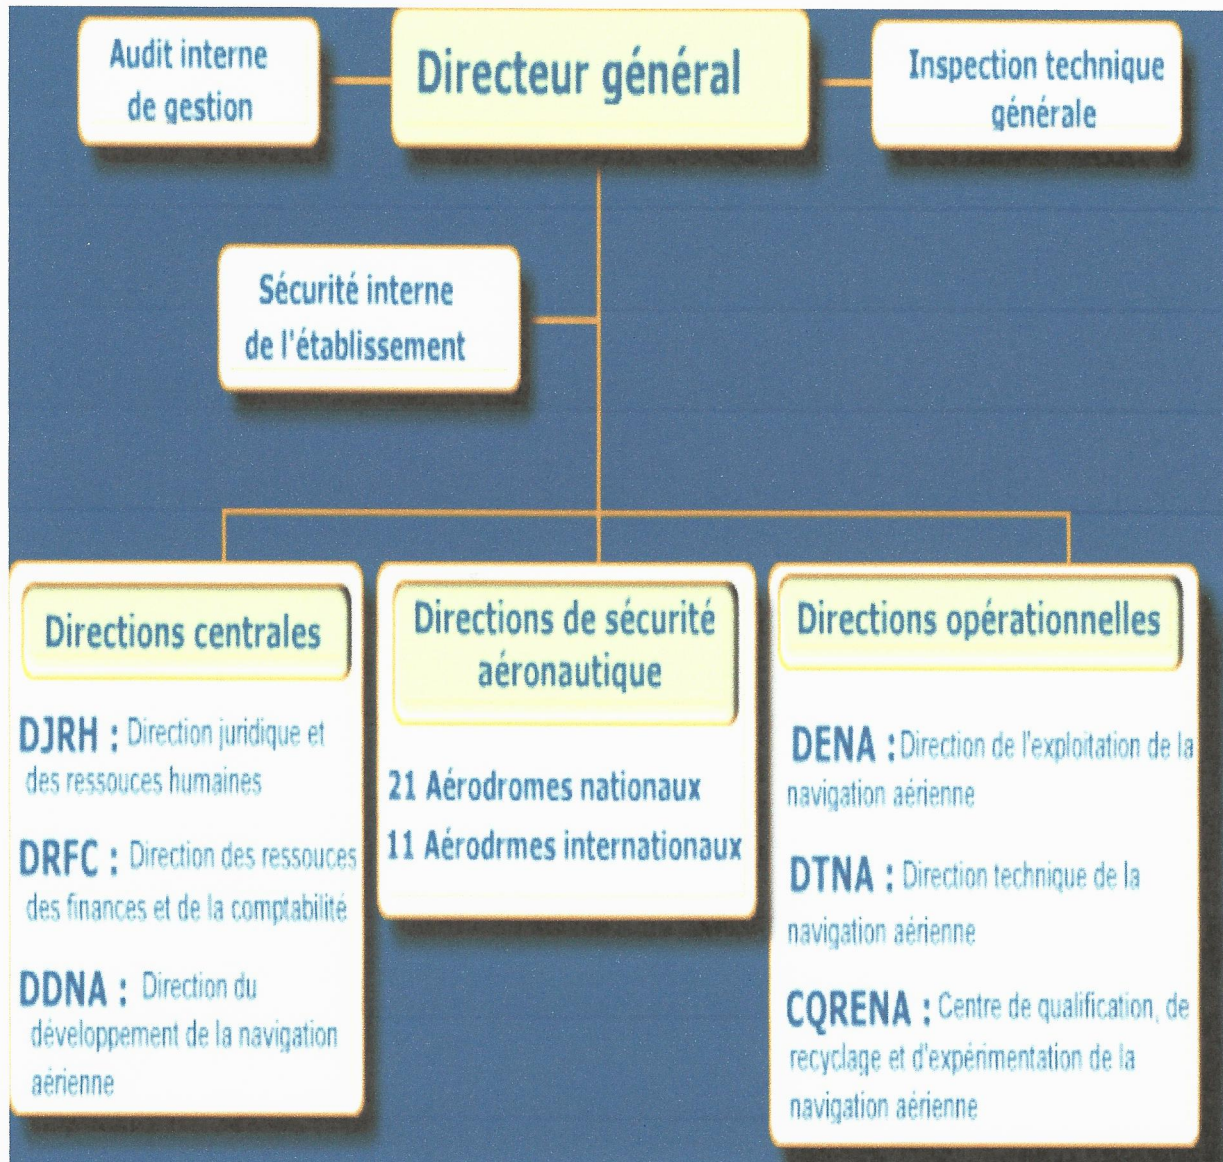 Audit interne
de gestion
Directeur général
Inspection technique
générale
Sécurité interne
de l'établissement
Directions centrales
DJRH : Direction juridique et
des ressouces humaines
DRFC : Direction des ressouces
des finances et de la comptabilité
DDNA : Direction du
développement de la navigation
aérienne
Directions de sécurité
aéronautique
21 Aérodromes nationaux
11 Aérodrmes internationaux
Directions opérationnelles
DENA : Direction de l'exploitation de la
navigation aérienne
DTNA : Direction technique de la
navigation aérienne
CQRENA : Centre de qualification, de
recyclage et d'expérimentation de la
navigation aérienne